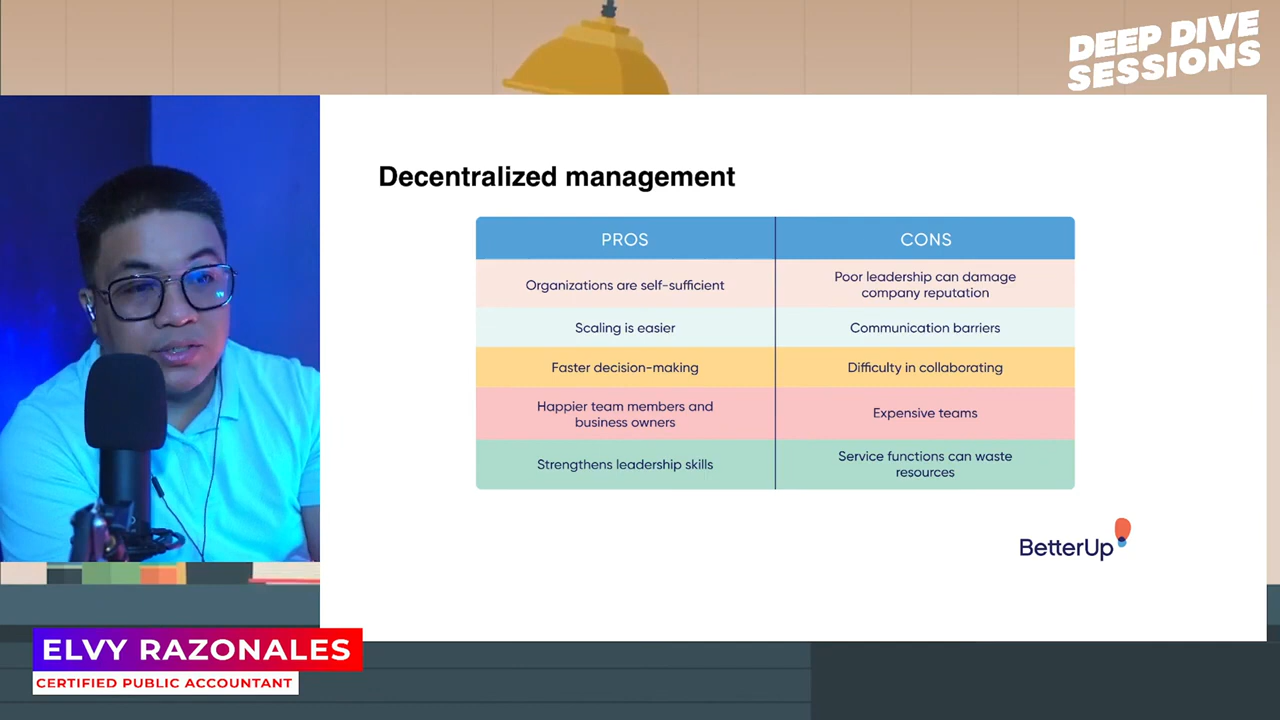 DEEP DIVE
SESSIONS
Decentralized management
PROS
CONS
Organizations are self-sufficient
Poor leadership can damage
company reputation
Scaling is easier
Communication barriers
Faster decision-making
Difficulty in collaborating
Happier team members and
business owners
Expensive teams
Strengthens leadership skills
Service functions can waste
resources
BetterUp
ELVY RAZONALES
CERTIFIED PUBLIC ACCOUNTANT